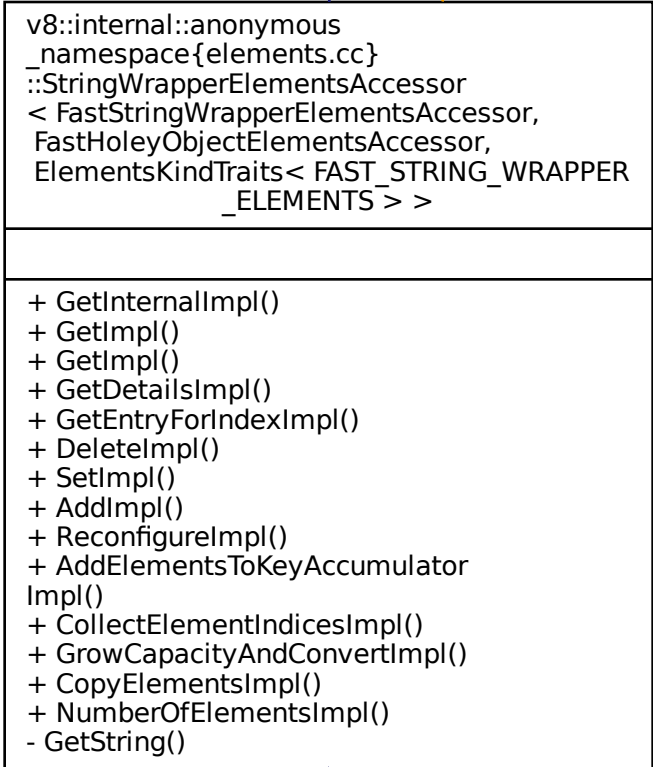 v8::internal::anonymous
_namespace{elements.cc}
::StringWrapperElementsAccessor
< FastStringWrapperElementsAccessor,
FastHoleyObjectElementsAccessor,
ElementsKindTraits< FAST_STRING_WRAPPER
_ELEMENTS > >
+ GetInternalImpl()
+ GetImpl()
+ GetImpl()
+ GetDetailsImpl()
+ GetEntryForIndexImpl()
+ DeleteImpl()
+ SetImpl()
+ AddImpl()
+ ReconfigureImpl()
+ AddElementsToKeyAccumulator
Impl()
+ CollectElementIndicesImpl()
+ GrowCapacityAndConvertImpl()
+ CopyElementsImpl()
+ NumberOfElementsImpl()
- GetString()